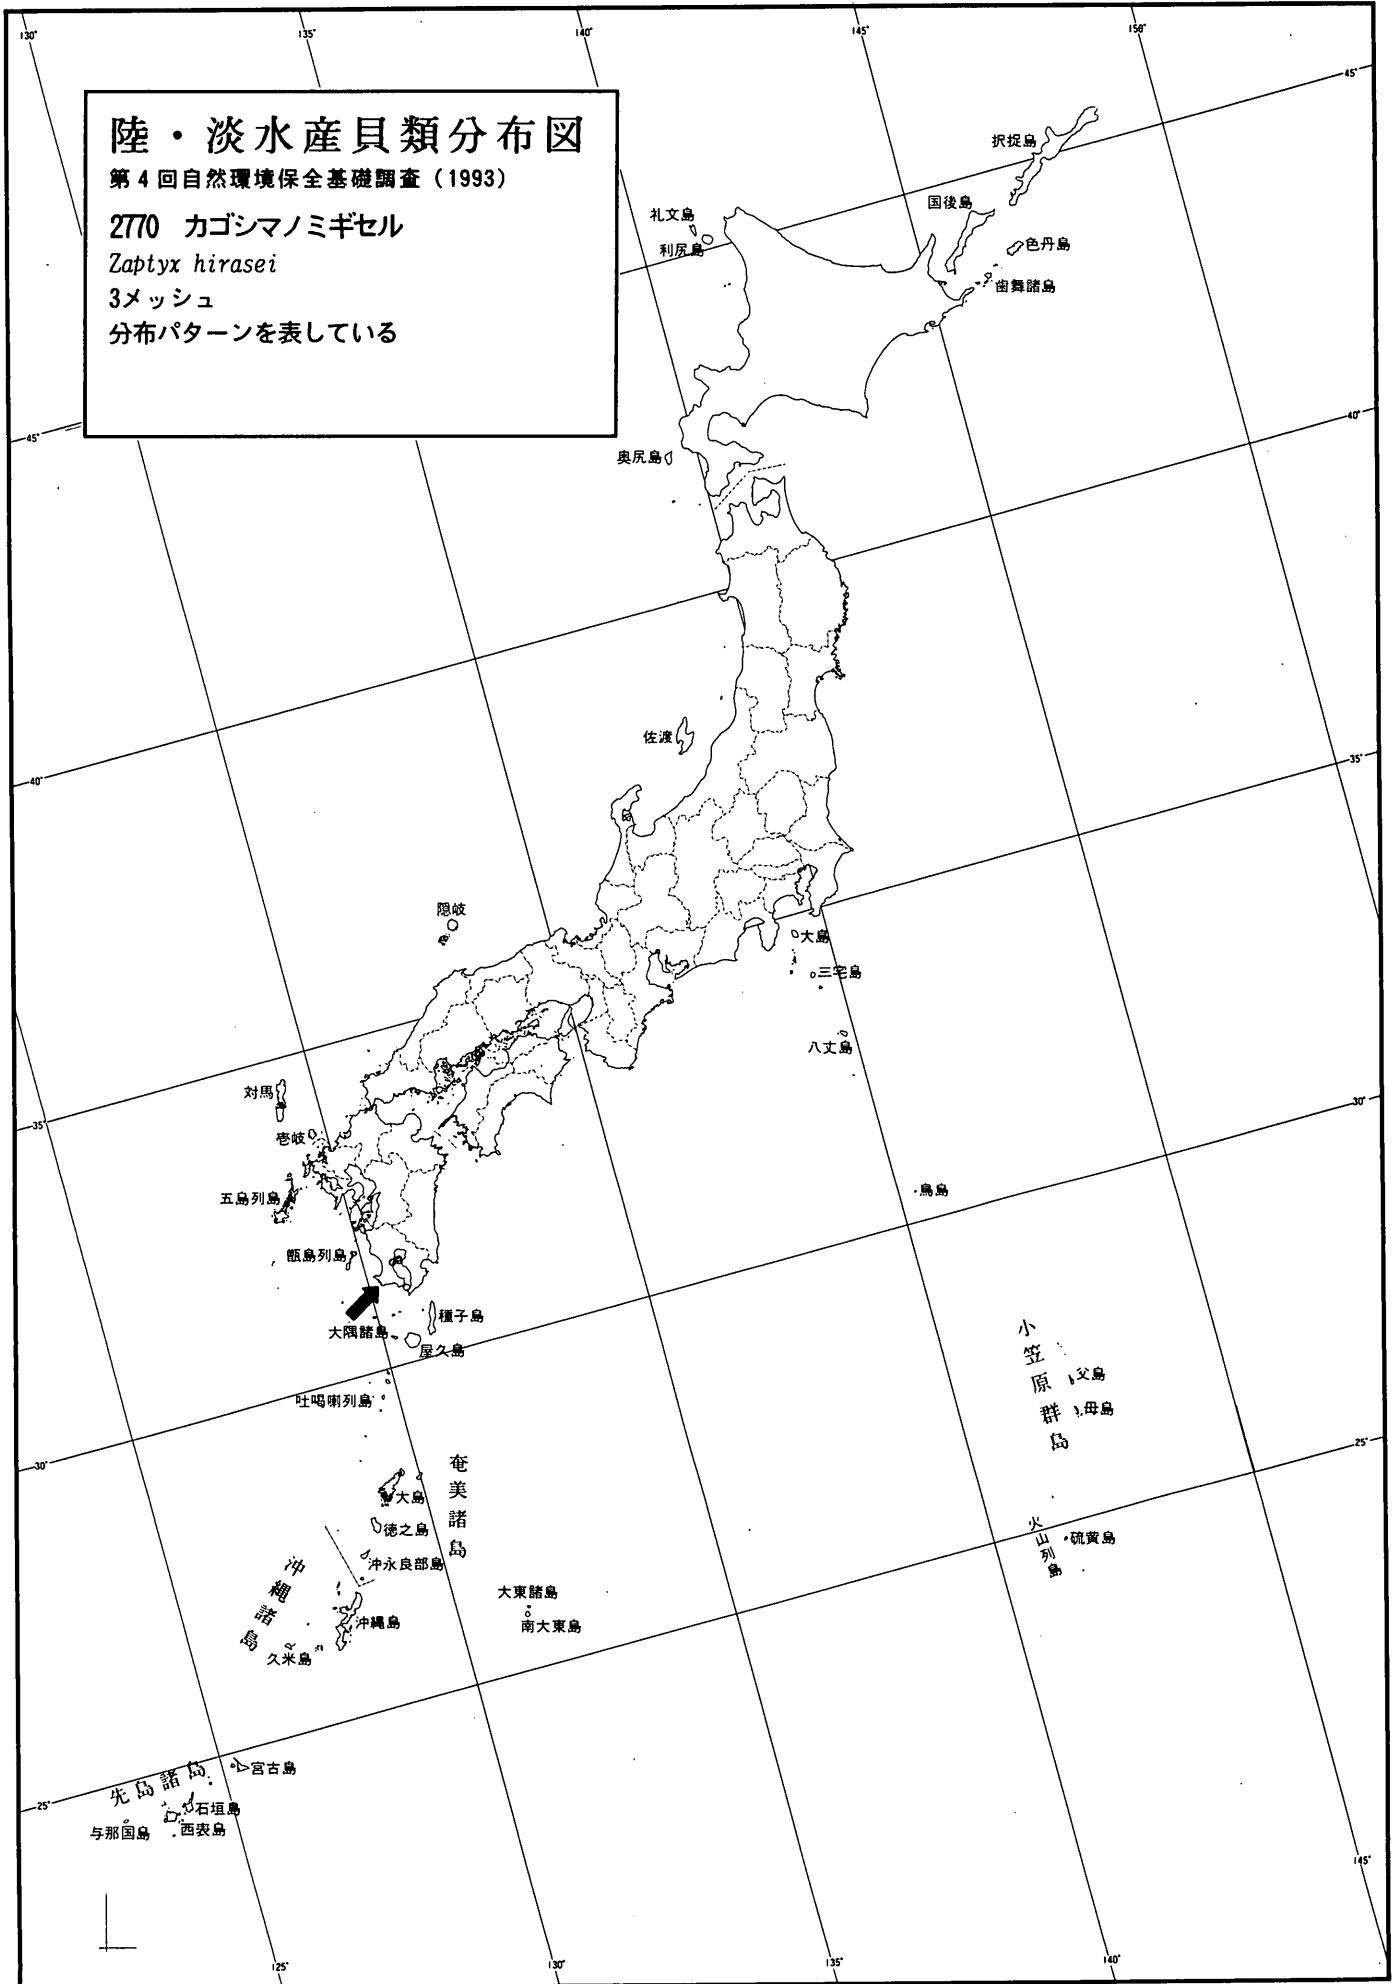 130°
135°
140°
145°
150°
陸・淡水産貝類分布図
第4回自然環境保全基礎調査（1993）
2770 カゴシマノミギセル
Zaptyx hirasei
3メッシュ
分布パターンを表している
45°
択捉島
国後島
礼文島
色丹島
利尻島
歯舞諸島
40°
45°
奥尻島
佐渡
35°
40°
隠岐
大島
三宅島
八丈島
対馬
30°
35°
壱岐
五島列島
鳥島
甑島列島
種子島
大隅諸島
屋久島
小笠原群島
父島
吐喝喇列島
母島
25°
奄美諸島
30°
大島
徳之島
火山列島
硫黄島
沖永良部島
沖縄諸島
大東諸島
沖縄島
南大東島
久米島
宮古島
先島諸島
25°
石垣島
与那国島
西表島
145°
125°
130°
135°
140°